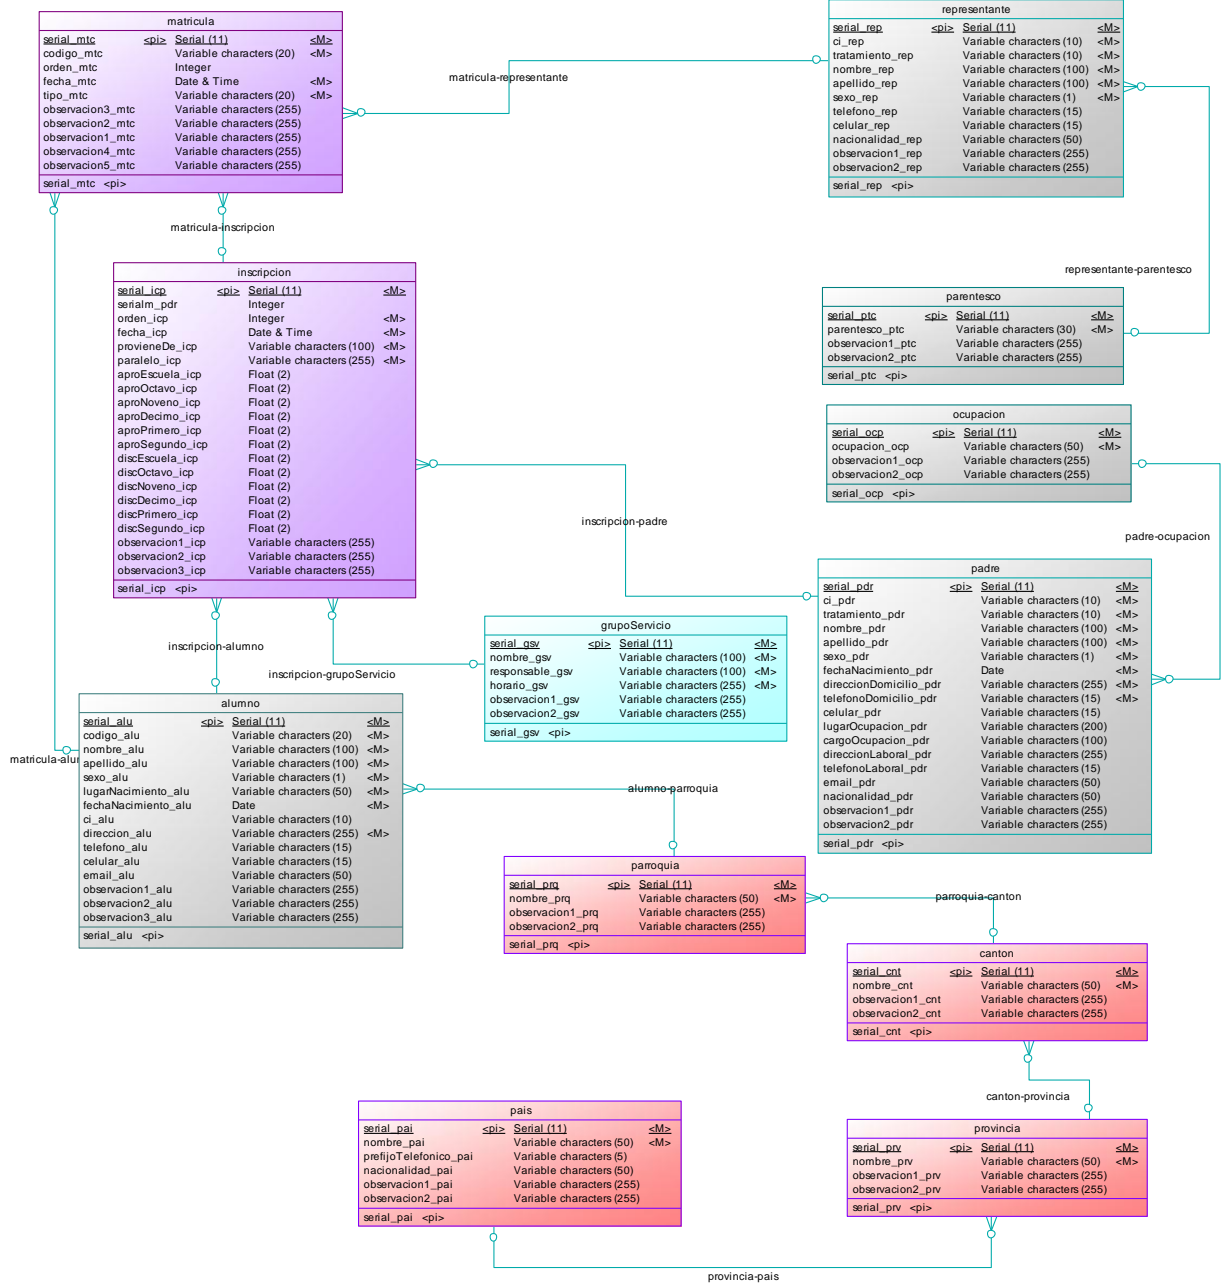 matricula
serial_mtc <pi> Serial (11) <M>
codigo_mtc Variable characters (20) <M>
orden_mtc Integer
fecha_mtc Date & Time <M>
tipo_mtc Variable characters (20) <M>
observacion3_mtc Variable characters (255)
observacion2_mtc Variable characters (255)
observacion1_mtc Variable characters (255)
observacion4_mtc Variable characters (255)
observacion5_mtc Variable characters (255)
serial_mtc <pi>
matricula-representante
representante
serial_rep <pi> Serial (11) <M>
ci_rep Variable characters (10) <M>
tratamiento_rep Variable characters (10) <M>
nombre_rep Variable characters (100) <M>
apellido_rep Variable characters (100) <M>
sexo_rep Variable characters (1) <M>
telefono_rep Variable characters (15)
celular_rep Variable characters (15)
nacionalidad_rep Variable characters (50)
observacion1_rep Variable characters (255)
observacion2_rep Variable characters (255)
serial_rep <pi>
matricula-inscripcion
representante-parentesco
inscripcion
serial_icp <pi> Serial (11) <M>
serialm_pdr Integer
orden_icp Integer <M>
fecha_icp Date & Time <M>
provieneDe_icp Variable characters (100) <M>
paralelo_icp Variable characters (255) <M>
aproEscuela_icp Float (2)
aproOctavo_icp Float (2)
aproNoveno_icp Float (2)
aproDecimo_icp Float (2)
aproPrimero_icp Float (2)
aproSegundo_icp Float (2)
discEscuela_icp Float (2)
discOctavo_icp Float (2)
discNoveno_icp Float (2)
discDecimo_icp Float (2)
discPrimero_icp Float (2)
discSegundo_icp Float (2)
observacion1_icp Variable characters (255)
observacion2_icp Variable characters (255)
observacion3_icp Variable characters (255)
serial_icp <pi>
parentesco
serial_ptc <pi> Serial (11) <M>
parentesco_ptc Variable characters (30) <M>
observacion1_ptc Variable characters (255)
observacion2_ptc Variable characters (255)
serial_ptc <pi>
ocupacion
serial_ocp <pi> Serial (11) <M>
ocupacion_ocp Variable characters (50) <M>
observacion1_ocp Variable characters (255)
observacion2_ocp Variable characters (255)
serial_ocp <pi>
inscripcion-padre
padre-ocupacion
padre
serial_pdr <pi> Serial (11) <M>
ci_pdr Variable characters (10) <M>
tratamiento_pdr Variable characters (10) <M>
nombre_pdr Variable characters (100) <M>
apellido_pdr Variable characters (100) <M>
sexo_pdr Variable characters (1) <M>
fechaNacimiento_pdr Date <M>
direccionDomicilio_pdr Variable characters (255) <M>
telefonoDomicilio_pdr Variable characters (15) <M>
celular_pdr Variable characters (15)
lugarOcupacion_pdr Variable characters (200)
cargoOcupacion_pdr Variable characters (100)
direccionLaboral_pdr Variable characters (255)
telefonoLaboral_pdr Variable characters (15)
email_pdr Variable characters (50)
nacionalidad_pdr Variable characters (50)
observacion1_pdr Variable characters (255)
observacion2_pdr Variable characters (255)
serial_pdr <pi>
inscripcion-alumno
inscripcion-grupoServicio
grupoServicio
serial_gsv <pi> Serial (11) <M>
nombre_gsv Variable characters (100) <M>
responsable_gsv Variable characters (100) <M>
horario_gsv Variable characters (255) <M>
observacion1_gsv Variable characters (255)
observacion2_gsv Variable characters (255)
serial_gsv <pi>
alumno
serial_alu <pi> Serial (11) <M>
codigo_alu Variable characters (20) <M>
nombre_alu Variable characters (100) <M>
apellido_alu Variable characters (100) <M>
sexo_alu Variable characters (1) <M>
lugarNacimiento_alu Variable characters (50) <M>
fechaNacimiento_alu Date <M>
ci_alu Variable characters (10)
direccion_alu Variable characters (255) <M>
telefono_alu Variable characters (15)
celular_alu Variable characters (15)
email_alu Variable characters (50)
observacion1_alu Variable characters (255)
observacion2_alu Variable characters (255)
observacion3_alu Variable characters (255)
serial_alu <pi>
alumno-parroquia
parroquia
serial_prq <pi> Serial (11) <M>
nombre_prq Variable characters (50) <M>
observacion1_prq Variable characters (255)
observacion2_prq Variable characters (255)
serial_prq <pi>
parroquia-canton
canton
serial_cnt <pi> Serial (11) <M>
nombre_cnt Variable characters (50) <M>
observacion1_cnt Variable characters (255)
observacion2_cnt Variable characters (255)
serial_cnt <pi>
canton-provincia
pais
serial_pai <pi> Serial (11) <M>
nombre_pai Variable characters (50) <M>
prefijoTelefonico_pai Variable characters (5)
nacionalidad_pai Variable characters (50)
observacion1_pai Variable characters (255)
observacion2_pai Variable characters (255)
serial_pai <pi>
provincia
serial_prv <pi> Serial (11) <M>
nombre_prv Variable characters (50) <M>
observacion1_prv Variable characters (255)
observacion2_prv Variable characters (255)
serial_prv <pi>
provincia-pais